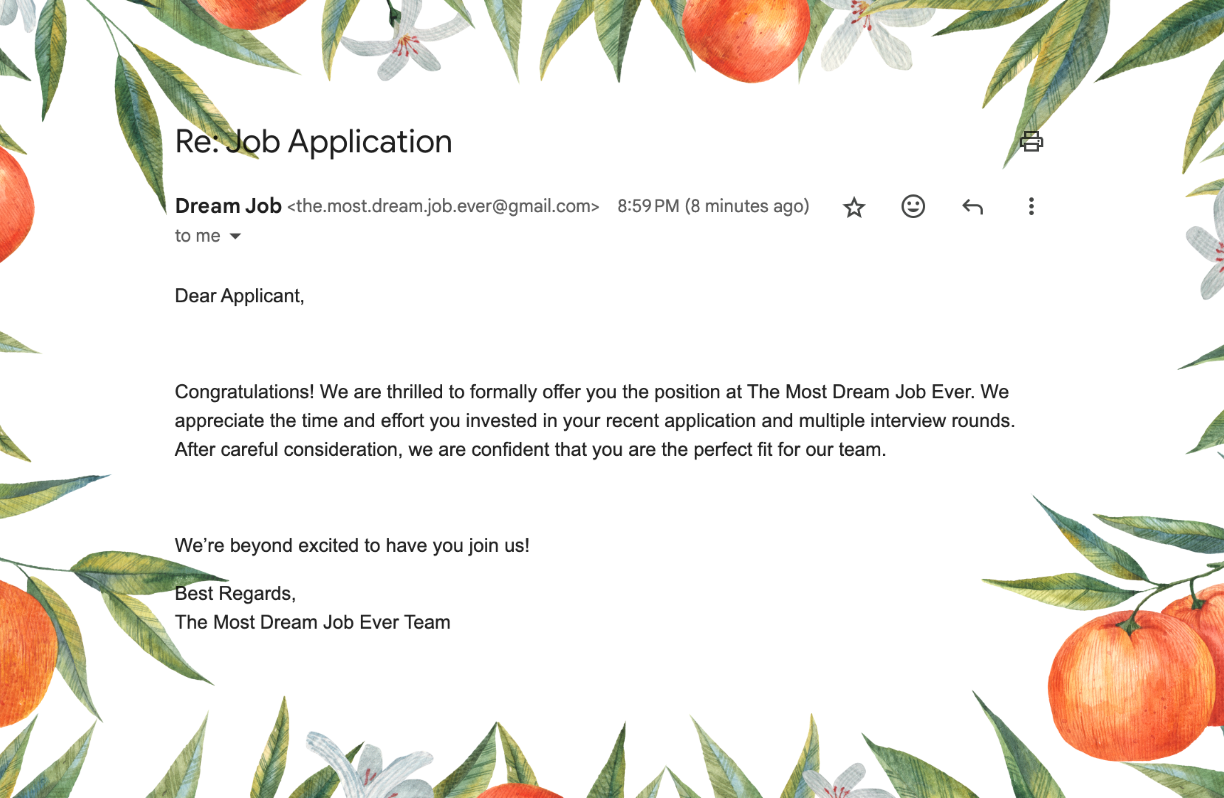 Re: Job Application
Dream Job <the.most.dream.job.ever@gmail.com> 8:59 PM (8 minutes ago)
to me
Dear Applicant,
Congratulations! We are thrilled to formally offer you the position at The Most Dream Job Ever. We
appreciate the time and effort you invested in your recent application and multiple interview rounds.
After careful consideration, we are confident that you are the perfect fit for our team.
We’re beyond excited to have you join us!
Best Regards,
The Most Dream Job Ever Team